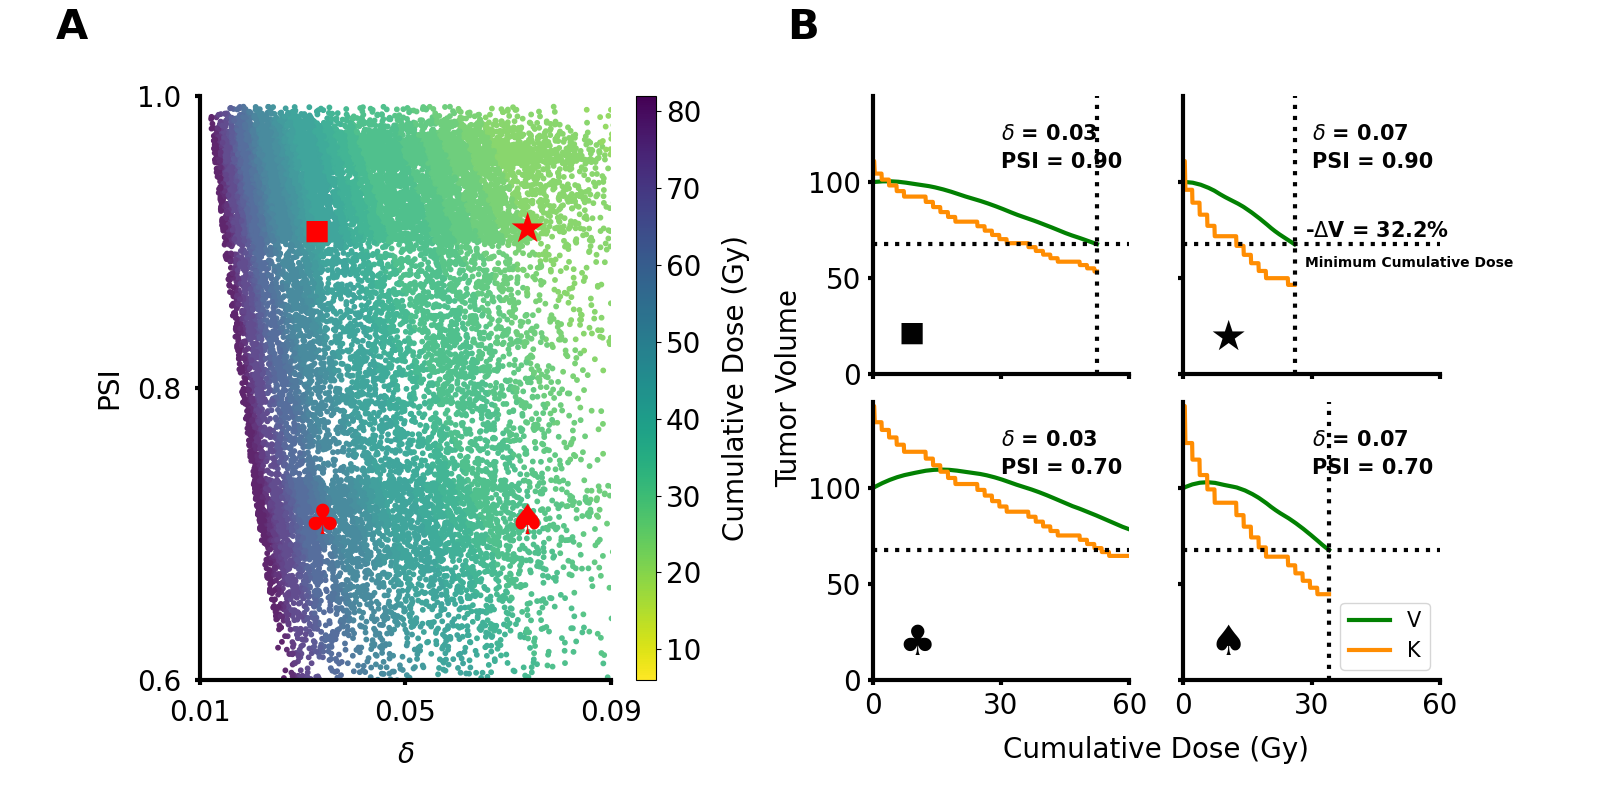 A
1.0
0.8
0.6
PSI
0.01
0.05
0.09
δ
80
70
60
50
40
30
20
10
Cumulative Dose (Gy)
B
Tumor Volume
100
50
0
δ = 0.03
PSI = 0.90
δ = 0.07
PSI = 0.90
-ΔV = 32.2%
Minimum Cumulative Dose
100
50
0
δ = 0.03
PSI = 0.70
δ = 0.07
PSI = 0.70
V
K
0
30
60
0
30
60
Cumulative Dose (Gy)